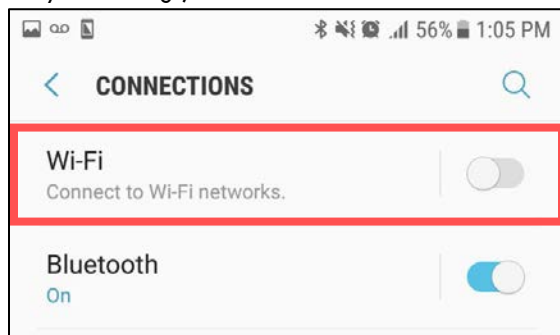 56% 1:05 PM
CONNECTIONS
Wi-Fi
Connect to Wi-Fi networks.
Bluetooth
On